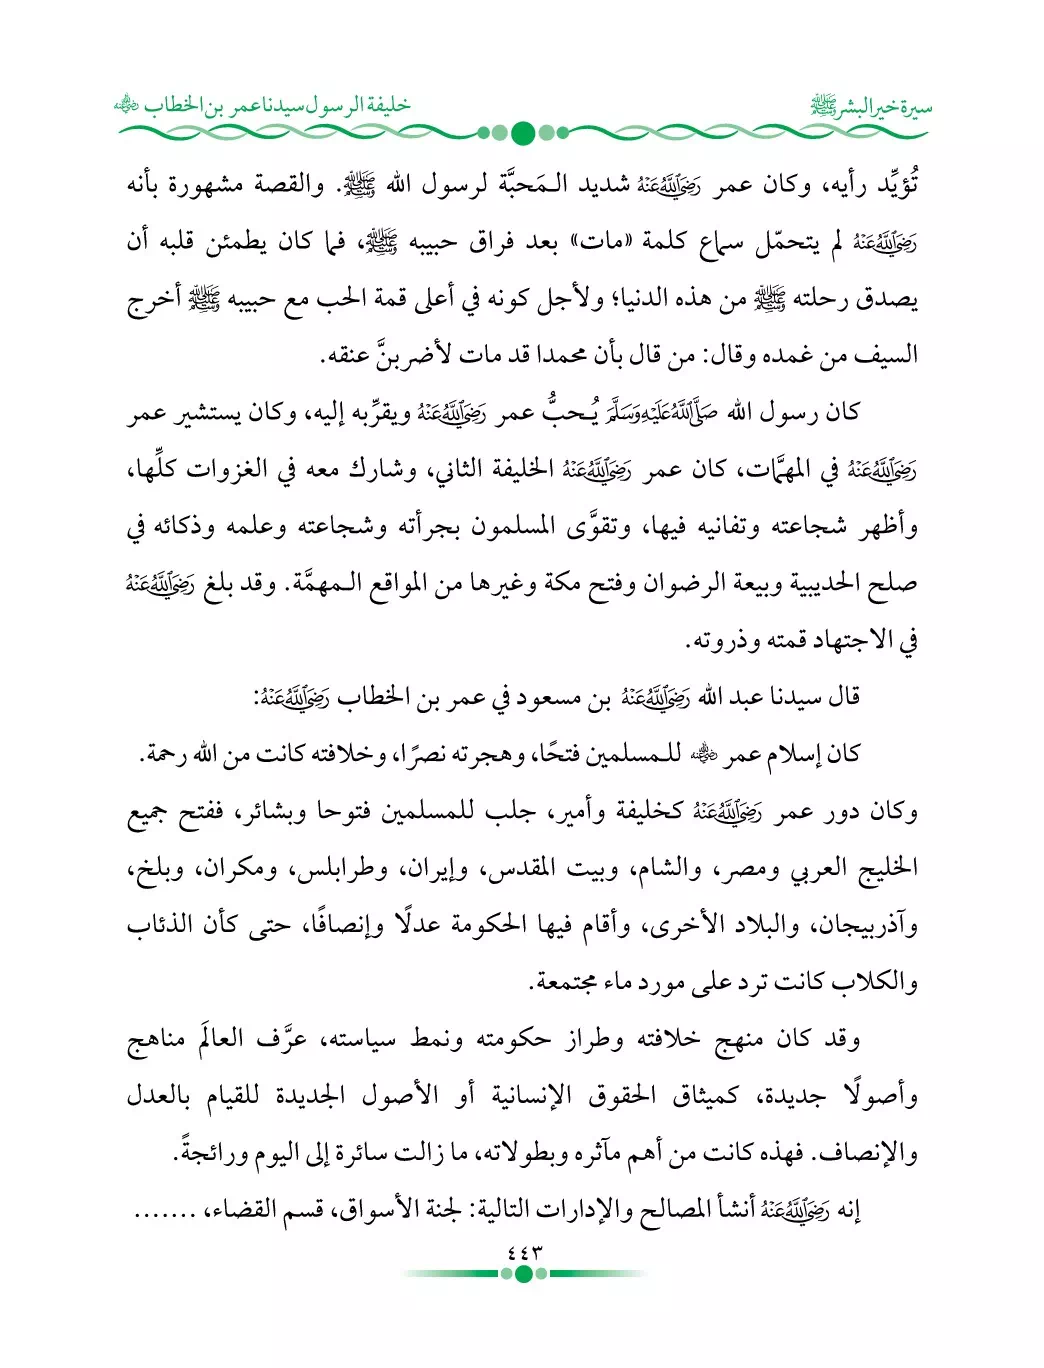 سيرة خير البشر ﷺ
خليفة الرسول سيدنا عمر بن الخطاب رضي الله عنه
تُؤيِّد رأيه، وكان عمر رَضِيَ اللَّهُ عَنْهُ شديد الـمَحبَّة لرسول الله ﷺ. والقصة مشهورة بأنه
رَضِيَ اللَّهُ عَنْهُ لم يتحمّل سماع كلمة «مات» بعد فراق حبيبه ﷺ، فما كان يطمئن قلبه أن
يصدق رحلته ﷺ من هذه الدنيا؛ ولأجل كونه في أعلى قمة الحب مع حبيبه ﷺ أخرج
السيف من غمده وقال: من قال بأن محمدا قد مات لأضربنَّ عنقه.
كان رسول الله صَلَّى اللَّهُ عَلَيْهِ وَسَلَّمَ يُـحبُّ عمر رَضِيَ اللَّهُ عَنْهُ ويقرِّبه إليه، وكان يستشير عمر
رَضِيَ اللَّهُ عَنْهُ في المهمَّات، كان عمر رَضِيَ اللَّهُ عَنْهُ الخليفة الثاني، وشارك معه في الغزوات كلِّها،
وأظهر شجاعته وتفانيه فيها، وتقوَّى المسلمون بجرأته وشجاعته وعلمه وذكائه في
صلح الحديبية وبيعة الرضوان وفتح مكة وغيرها من المواقع الـمهمَّة. وقد بلغ رَضِيَ اللَّهُ عَنْهُ
في الاجتهاد قمته وذروته.
قال سيدنا عبد الله رَضِيَ اللَّهُ عَنْهُ بن مسعود في عمر بن الخطاب رَضِيَ اللَّهُ عَنْهُ:
كان إسلام عمر رضي الله عنه للـمسلمين فتحًا، وهجرته نصرًا، وخلافته كانت من الله رحمة.
وكان دور عمر رَضِيَ اللَّهُ عَنْهُ كخليفة وأمير، جلب للمسلمين فتوحا وبشائر، ففتح جميع
الخليج العربي ومصر، والشام، وبيت المقدس، وإيران، وطرابلس، ومكران، وبلخ،
وآذربيجان، والبلاد الأخرى، وأقام فيها الحكومة عدلًا وإنصافًا، حتى كأن الذئاب
والكلاب كانت ترد على مورد ماء مجتمعة.
وقد كان منهج خلافته وطراز حكومته ونمط سياسته، عرَّف العالَم مناهج
وأصولًا جديدة، كميثاق الحقوق الإنسانية أو الأصول الجديدة للقيام بالعدل
والإنصاف. فهذه كانت من أهم مآثره وبطولاته، ما زالت سائرة إلى اليوم ورائجةً.
إنه رَضِيَ اللَّهُ عَنْهُ أنشأ المصالح والإدارات التالية: لجنة الأسواق، قسم القضاء، .......
٤٤٣